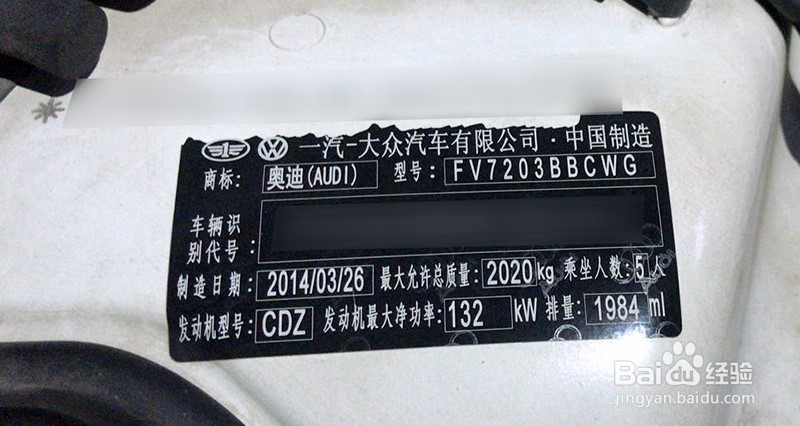 一汽-大众汽车有限公司·中国制造
商标: 奥迪(AUDI) 型号: FV7203BBCWG
车辆识
别代号:
制造日期: 2014/03/26 最大允许总质量: 2020kg 乘坐人数: 5人
发动机型号: CDZ 发动机最大净功率: 132 kW 排量: 1984 ml
Baidu经验
jingyan.baidu.com